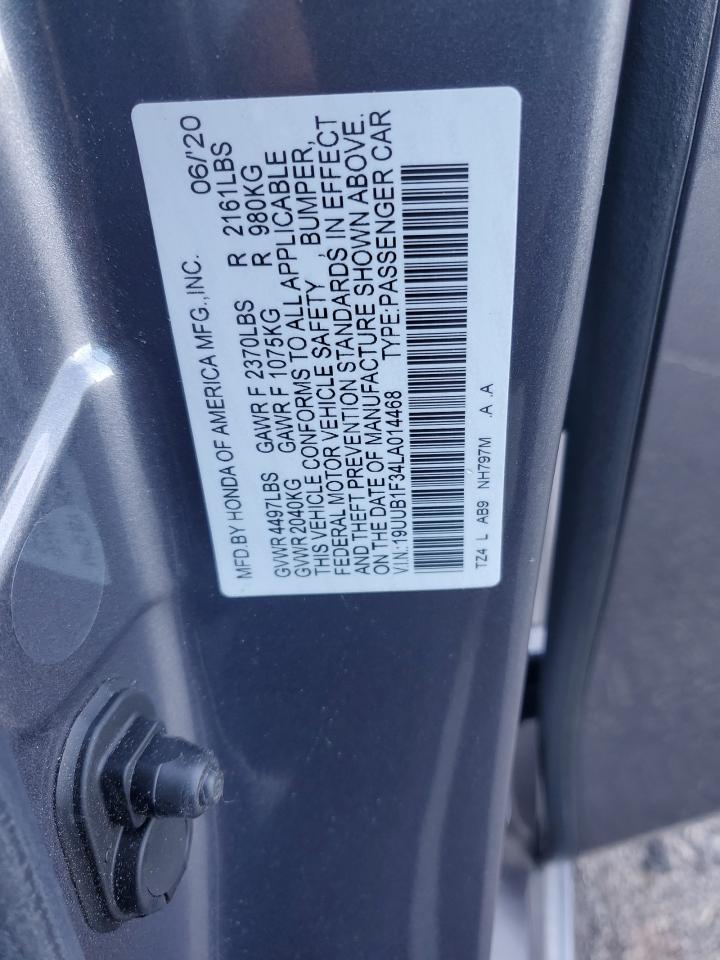 MFD.BY HONDA OF AMERICA MFG.,INC. 06/'20
GVWR 4497LBS GAWR F 2370LBS R 2161LBS
GVWR 2040KG GAWR F 1075KG R 980KG
THIS VEHICLE CONFORMS TO ALL APPLICABLE
FEDERAL MOTOR VEHICLE SAFETY, BUMPER,
AND THEFT PREVENTION STANDARDS IN EFFECT
ON THE DATE OF MANUFACTURE SHOWN ABOVE.
V.I.N.:19UUB1F34LA014468 TYPE:PASSENGER CAR
TZ4 L AB9 NH797M .A .A